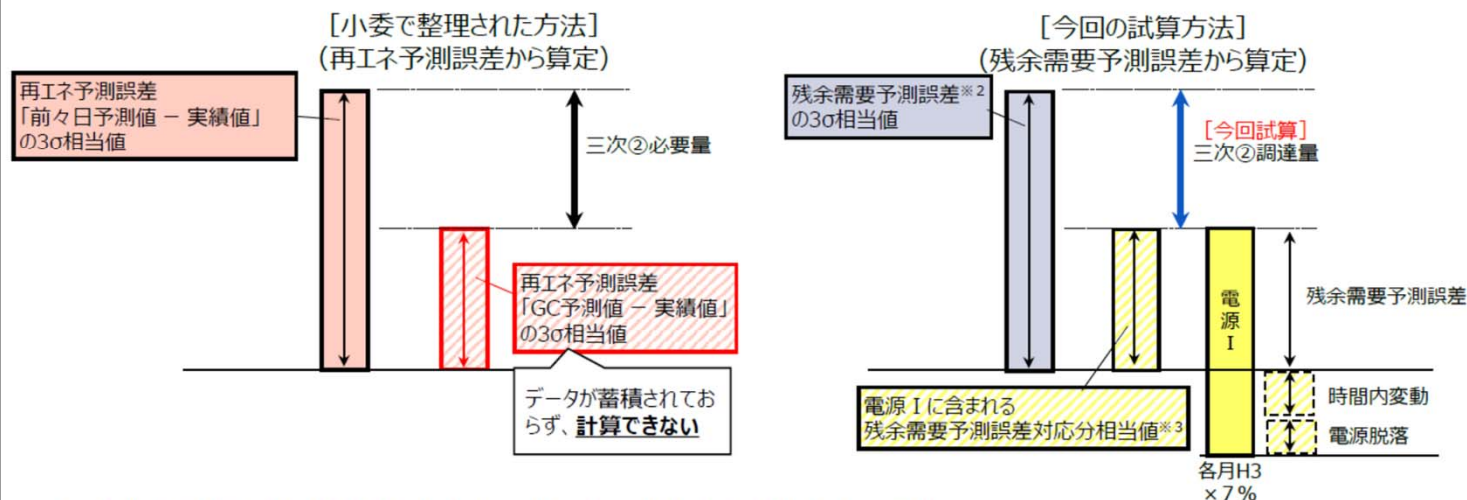 [小委で整理された方法]
(再エネ予測誤差から算定)
再エネ予測誤差
「前々日予測値 － 実績値」
の3σ相当値
三次②必要量
再エネ予測誤差
「GC予測値 － 実績値」
の3σ相当値
データが蓄積されてお
らず、計算できない
[今回の試算方法]
(残余需要予測誤差から算定)
残余需要予測誤差※2
の3σ相当値
[今回試算]
三次②調達量
電源Ⅰ
残余需要予測誤差
電源Ⅰに含まれる
残余需要予測誤差対応分相当値※3
時間内変動
電源脱落
各月H3
×7％